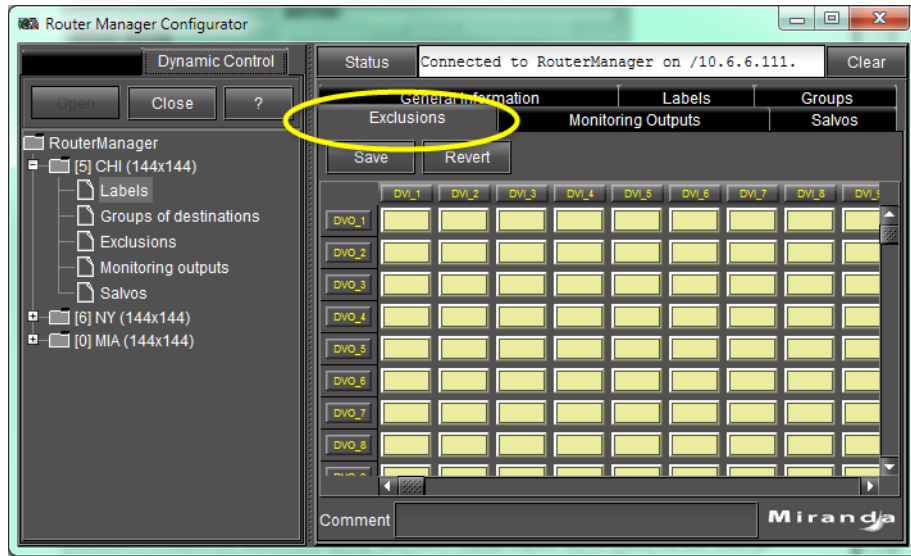 Router Manager Configurator
Dynamic Control
Open Close ?
RouterManager
[5] CHI (144x144)
Labels
Groups of destinations
Exclusions
Monitoring outputs
Salvos
[6] NY (144x144)
[0] MIA (144x144)
Status Connected to RouterManager on /10.6.6.111. Clear
General Information Labels Groups
Exclusions Monitoring Outputs Salvos
Save Revert
DVI_1 DVI_2 DVI_3 DVI_4 DVI_5 DVI_6 DVI_7 DVI_8 DVI_9
DVO_1
DVO_2
DVO_3
DVO_4
DVO_5
DVO_6
DVO_7
DVO_8
Comment
Miranda